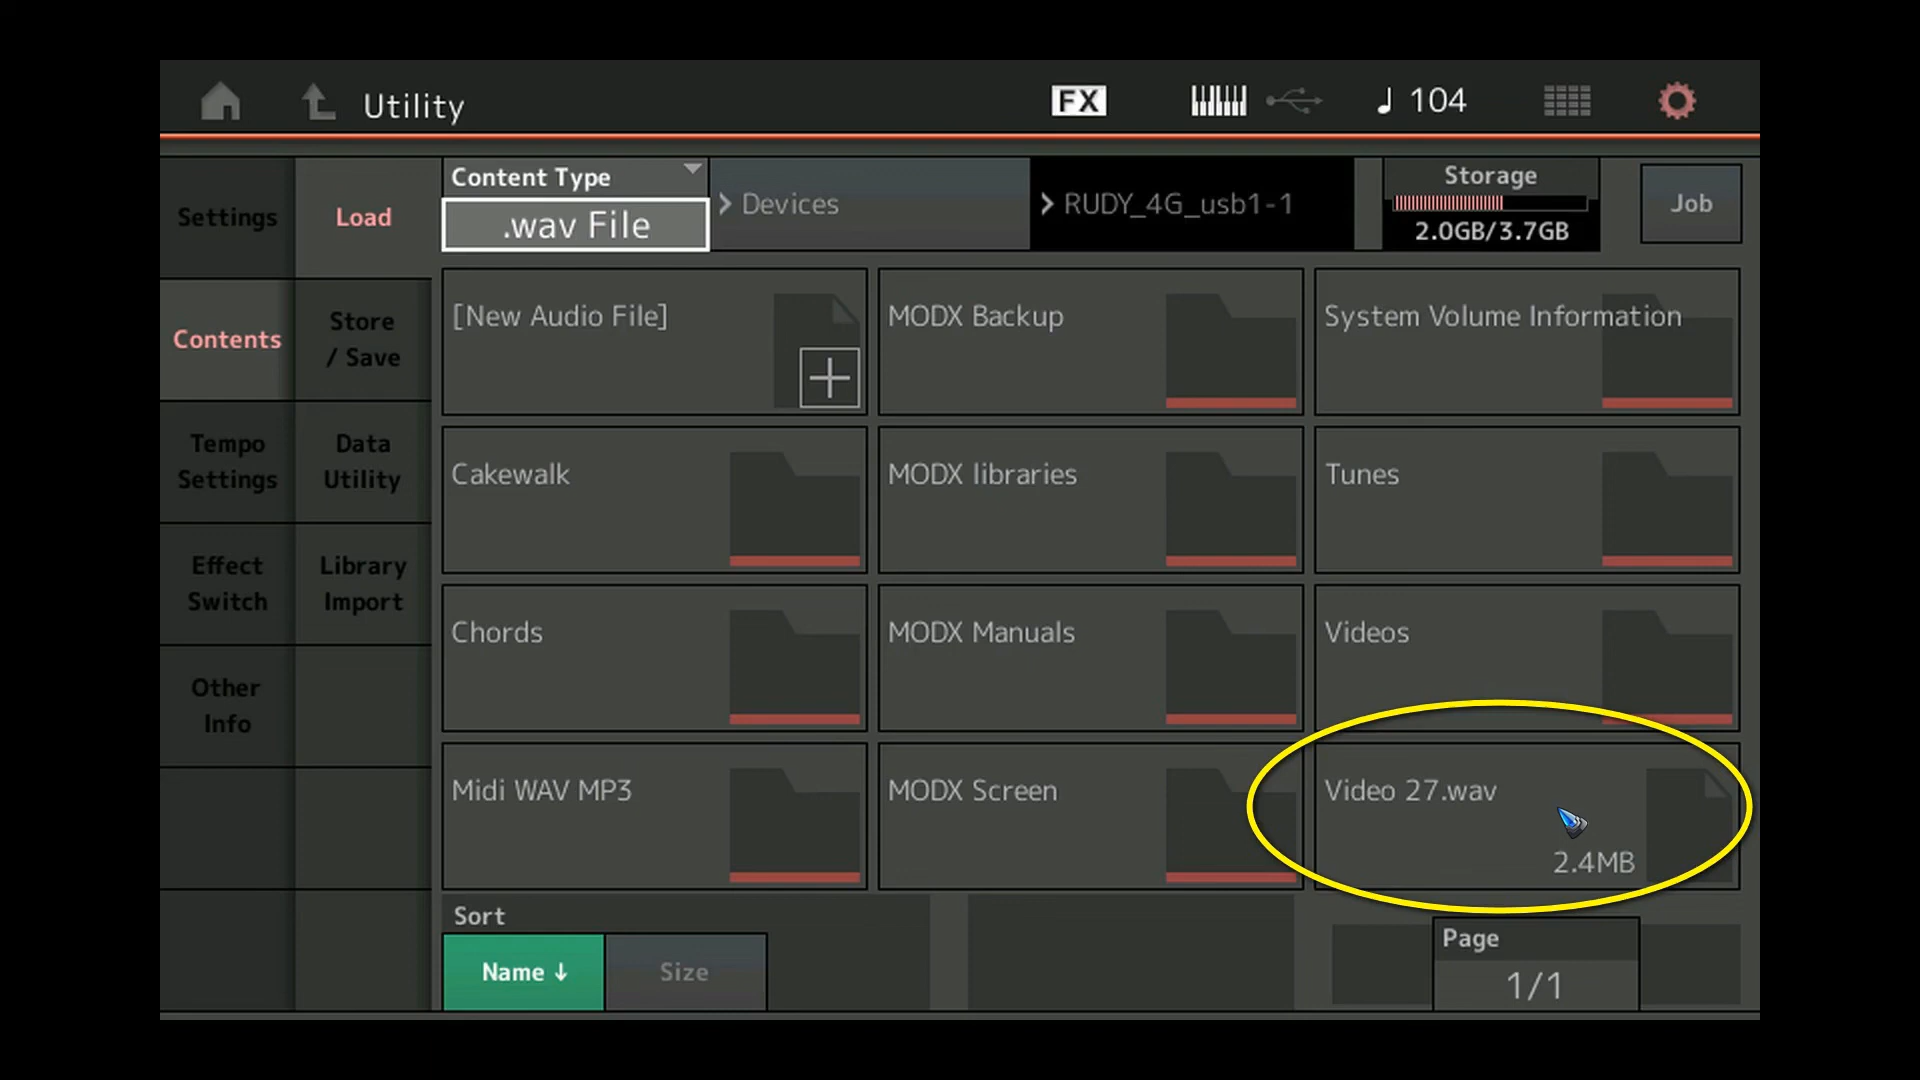 Utility
FX
104
Settings
Load
Content Type
.wav File
Devices
RUDY_4G_usb1-1
Storage
2.0GB/3.7GB
Job
Contents
Store
/ Save
Tempo
Settings
Data
Utility
Effect
Switch
Library
Import
Other
Info
[New Audio File]
MODX Backup
System Volume Information
Cakewalk
MODX libraries
Tunes
Chords
MODX Manuals
Videos
Midi WAV MP3
MODX Screen
Video 27.wav
2.4MB
Sort
Name ↓
Size
Page
1/1